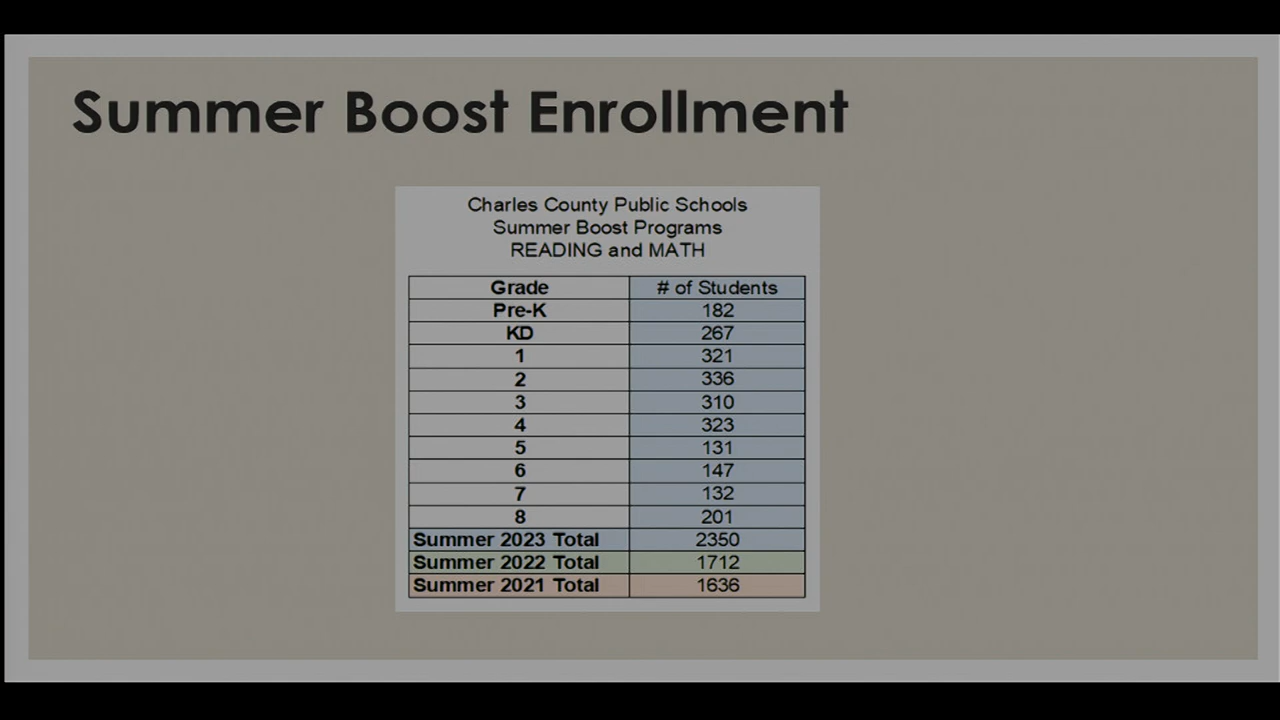 Summer Boost Enrollment
Charles County Public Schools
Summer Boost Programs
READING and MATH
Grade # of Students
Pre-K 182
KD 267
1 321
2 336
3 310
4 323
5 131
6 147
7 132
8 201
Summer 2023 Total 2350
Summer 2022 Total 1712
Summer 2021 Total 1636